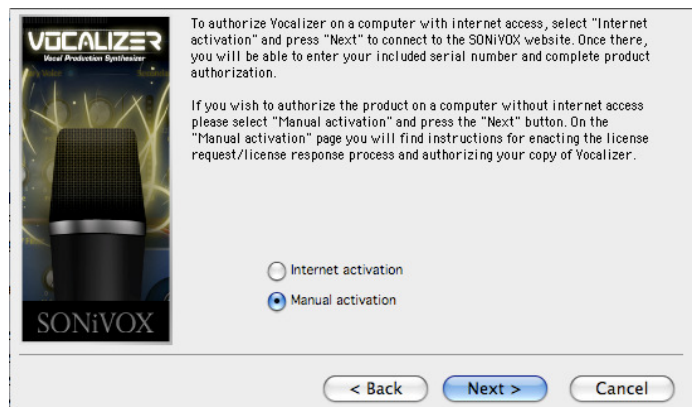 VOCALIZER
Vocal Production Synthesizer
SONiVOX
To authorize Vocalizer on a computer with internet access, select "Internet
activation" and press "Next" to connect to the SONiVOX website. Once there,
you will be able to enter your included serial number and complete product
authorization.
If you wish to authorize the product on a computer without internet access
please select "Manual activation" and press the "Next" button. On the
"Manual activation" page you will find instructions for enacting the license
request/license response process and authorizing your copy of Vocalizer.
Internet activation
Manual activation
< Back
Next >
Cancel